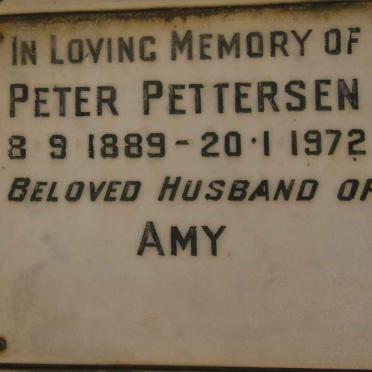 IN LOVING MEMORY OF
PETER PETTERSEN
8 9 1889 - 20·1 1972
BELOVED HUSBAND OF
AMY